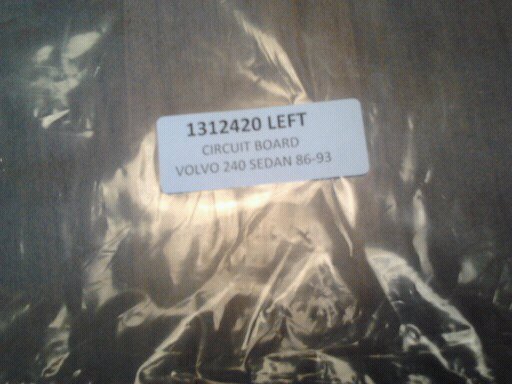 1312420 LEFT
CIRCUIT BOARD
VOLVO 240 SEDAN 86-93